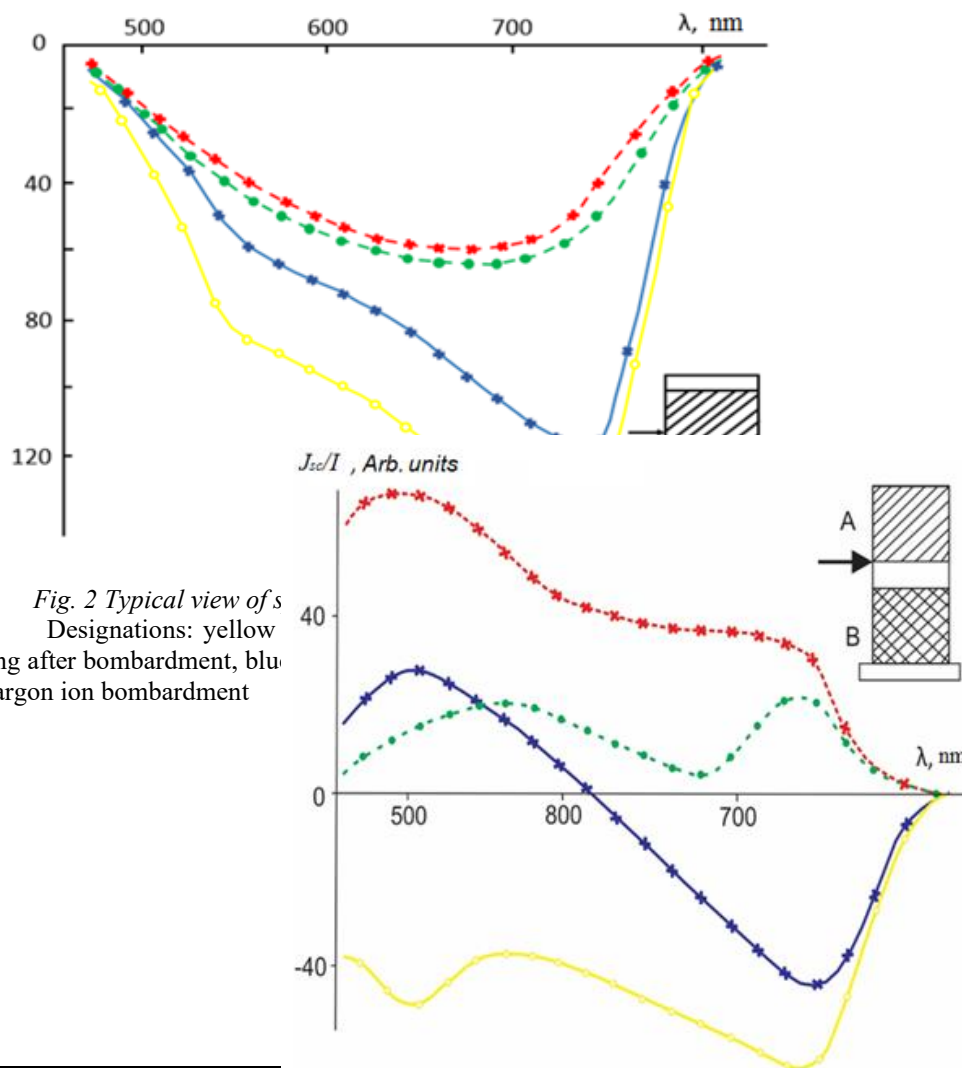 500 600 700 λ, nm
0
40
80
120
Jsc/I , Arb. units
A
B
40
0
-40
500 800 700
λ, nm
Fig. 2 Typical view of s
Designations: yellow
ng after bombardment, blu
argon ion bombardment